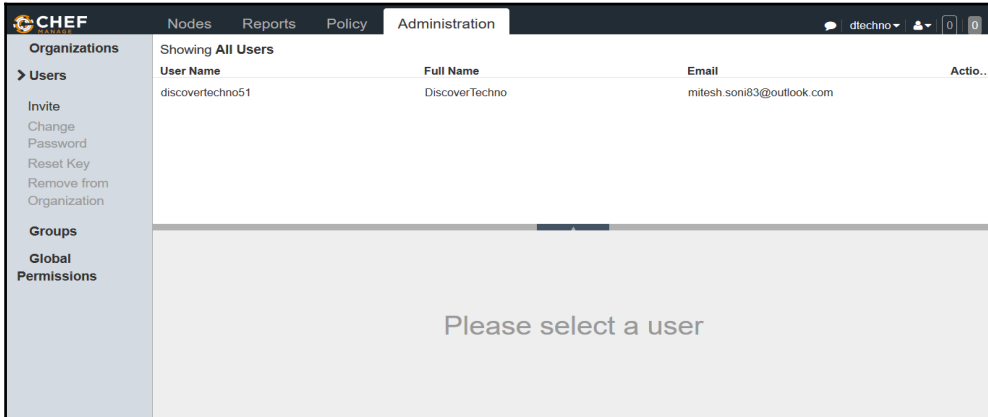 CHEF
MANAGE
Nodes Reports Policy Administration
dtechno 0 0
Organizations
Users
Invite
Change
Password
Reset Key
Remove from
Organization
Groups
Global
Permissions
Showing All Users
User Name Full Name Email Actio...
discovertechno51 DiscoverTechno mitesh.soni83@outlook.com
Please select a user